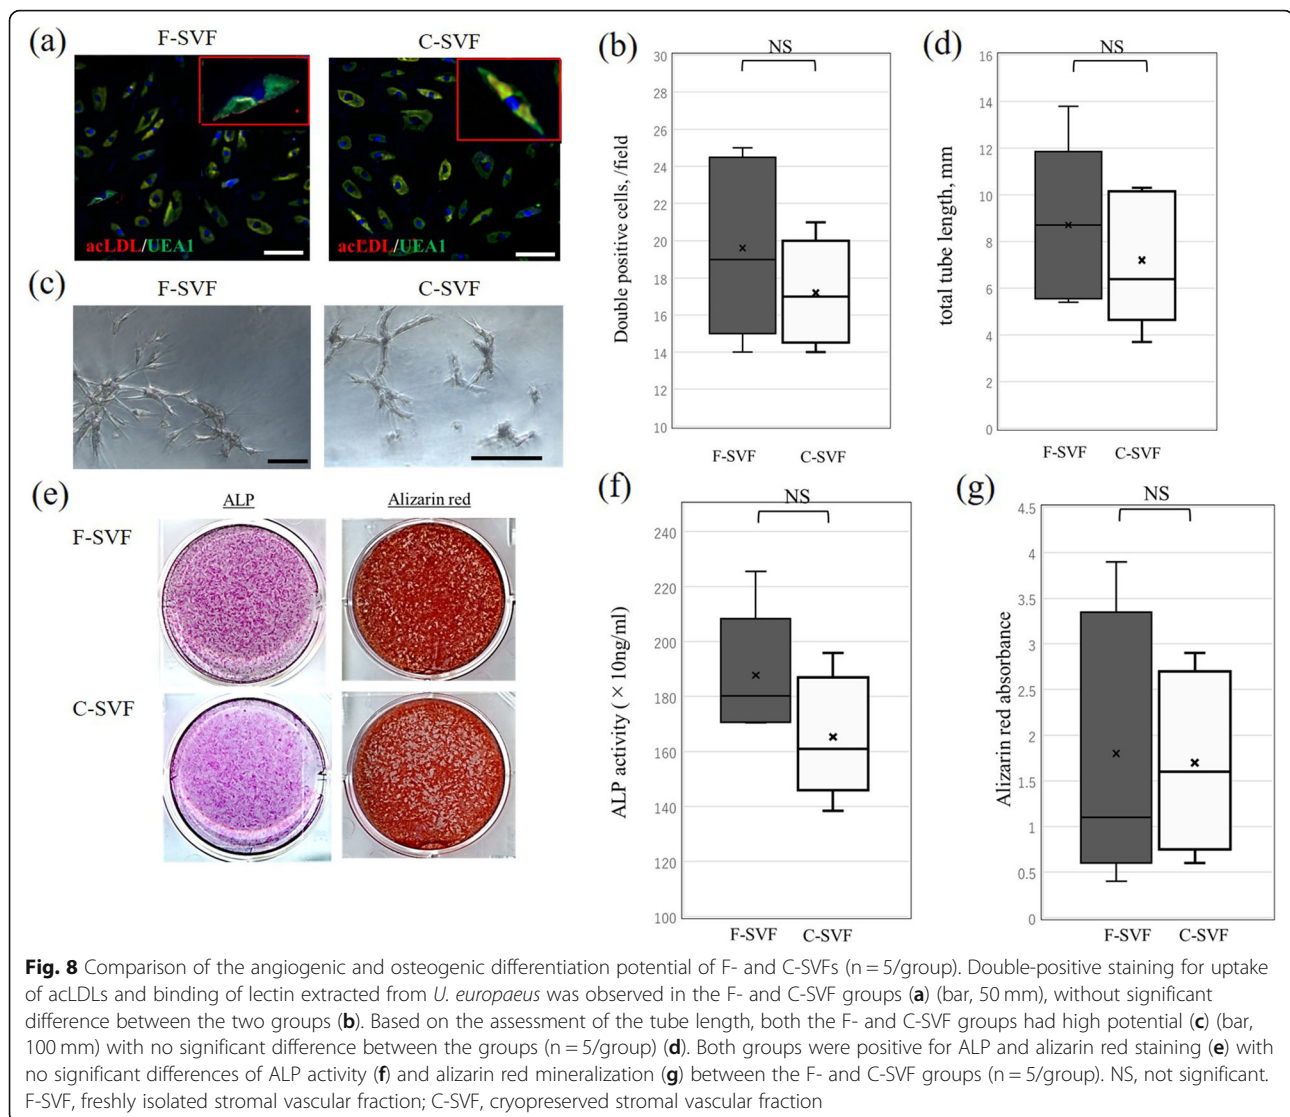 (a)
F-SVF
C-SVF
acLDL/UEA1
acLDL/UEA1
(b)
NS
Double positive cells, /field
30
28
26
24
22
20
18
16
14
12
10
F-SVF
C-SVF
(c)
F-SVF
C-SVF
(d)
NS
total tube length, mm
16
14
12
10
8
6
4
2
0
F-SVF
C-SVF
(e)
ALP
Alizarin red
F-SVF
C-SVF
(f)
NS
ALP activity (×10ng/ml)
240
220
200
180
160
140
120
100
F-SVF
C-SVF
(g)
NS
Alizarin red absorbance
4.5
4
3.5
3
2.5
2
1.5
1
0.5
0
F-SVF
C-SVF
Fig. 8 Comparison of the angiogenic and osteogenic differentiation potential of F- and C-SVFs (n = 5/group). Double-positive staining for uptake
of acLDLs and binding of lectin extracted from U. europaeus was observed in the F- and C-SVF groups (a) (bar, 50 mm), without significant
difference between the two groups (b). Based on the assessment of the tube length, both the F- and C-SVF groups had high potential (c) (bar,
100 mm) with no significant difference between the groups (n = 5/group) (d). Both groups were positive for ALP and alizarin red staining (e) with
no significant differences of ALP activity (f) and alizarin red mineralization (g) between the F- and C-SVF groups (n = 5/group). NS, not significant.
F-SVF, freshly isolated stromal vascular fraction; C-SVF, cryopreserved stromal vascular fraction